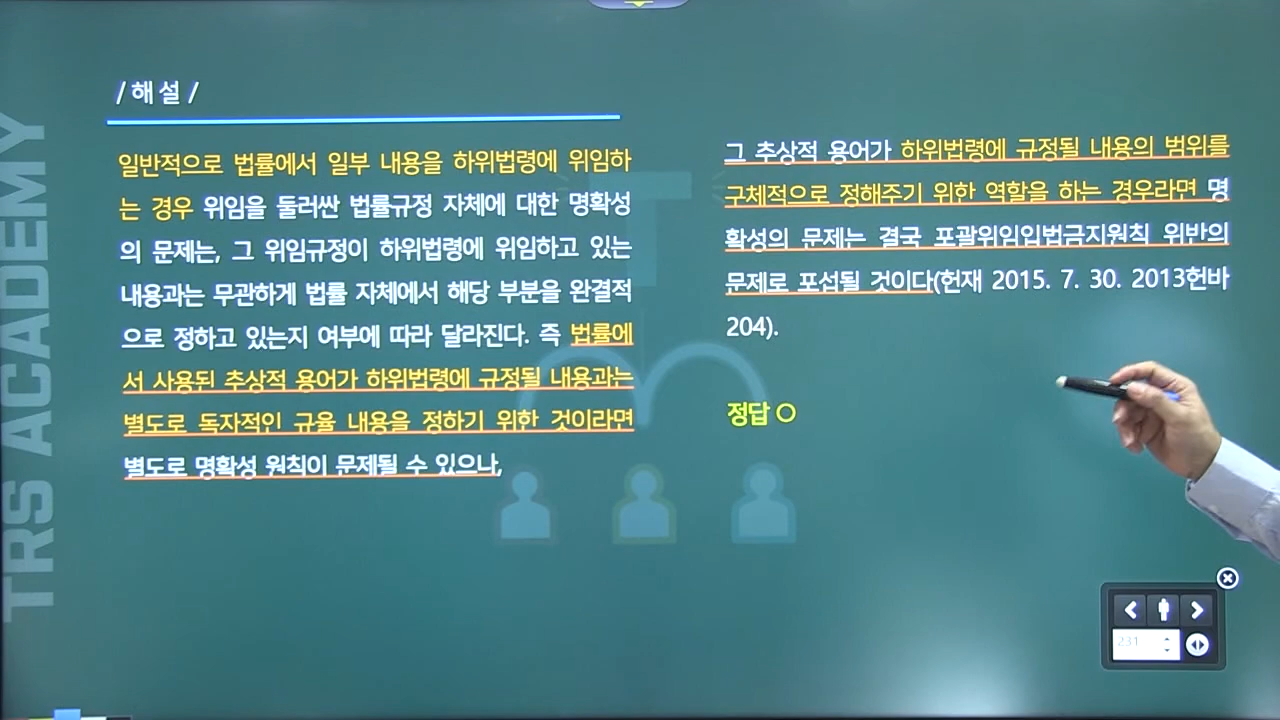 / 해 설 /
일반적으로 법률에서 일부 내용을 하위법령에 위임하
는 경우 위임을 둘러싼 법률규정 자체에 대한 명확성
의 문제는, 그 위임규정이 하위법령에 위임하고 있는
내용과는 무관하게 법률 자체에서 해당 부분을 완결적
으로 정하고 있는지 여부에 따라 달라진다. 즉 법률에
서 사용된 추상적 용어가 하위법령에 규정될 내용과는
별도로 독자적인 규율 내용을 정하기 위한 것이라면
별도로 명확성 원칙이 문제될 수 있으나,
그 추상적 용어가 하위법령에 규정될 내용의 범위를
구체적으로 정해주기 위한 역할을 하는 경우라면 명
확성의 문제는 결국 포괄위임입법금지원칙 위반의
문제로 포섭될 것이다(헌재 2015. 7. 30. 2013헌바
204).
정답 O
TRS ACADEMY
231